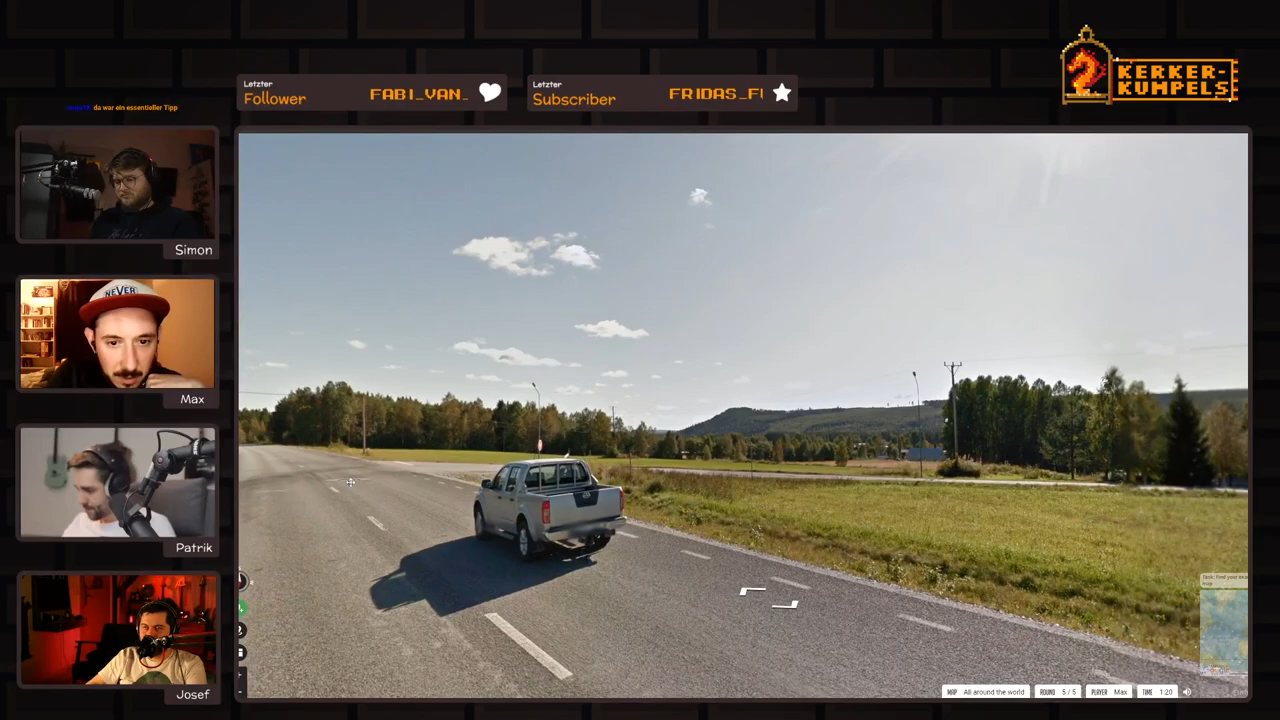 Letzter
Follower
FABI_VAN_
Letzter
Subscriber
FRIDAS_F
KERKER-
KUMPELS
da war ein essentieller Tipp
Simon
NEVER
Max
Patrik
Josef
MAP All around the world
ROUND 5 / 5
PLAYER Max
TIME 1:20